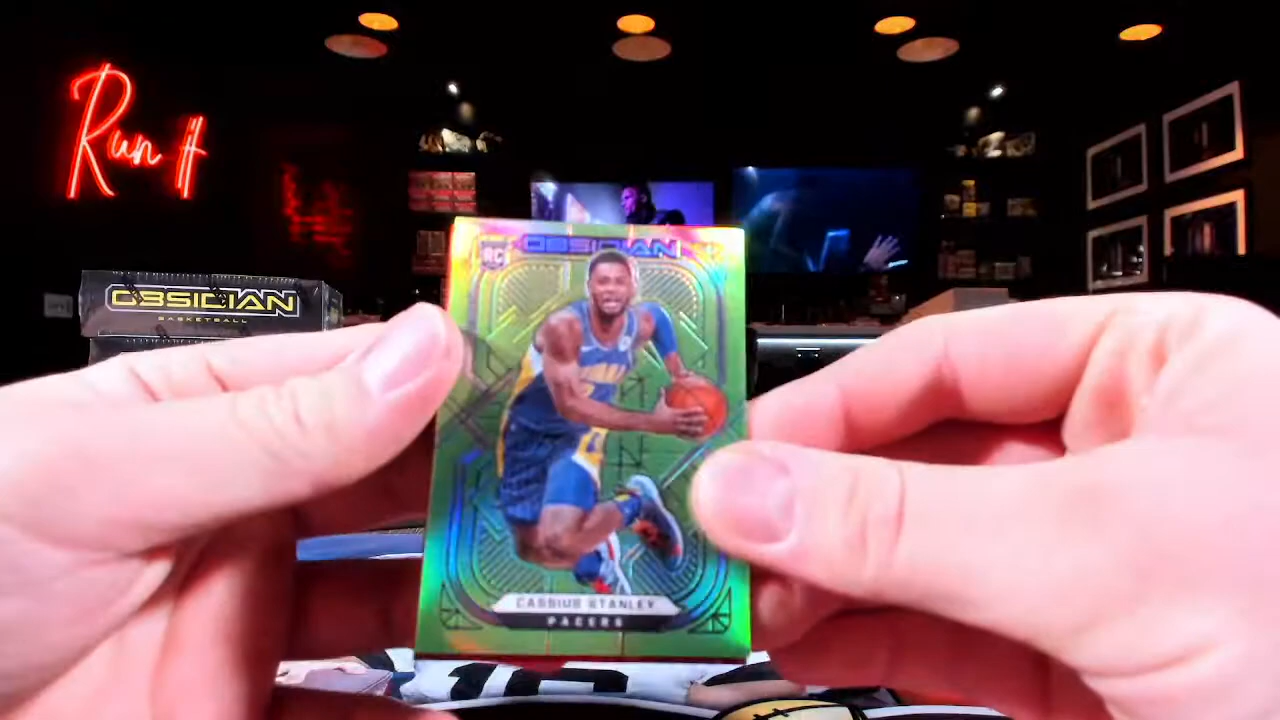 Run It
RC
OBSIDIAN
OBSIDIAN
BASKETBALL
CASSIUS STANLEY
PACERS